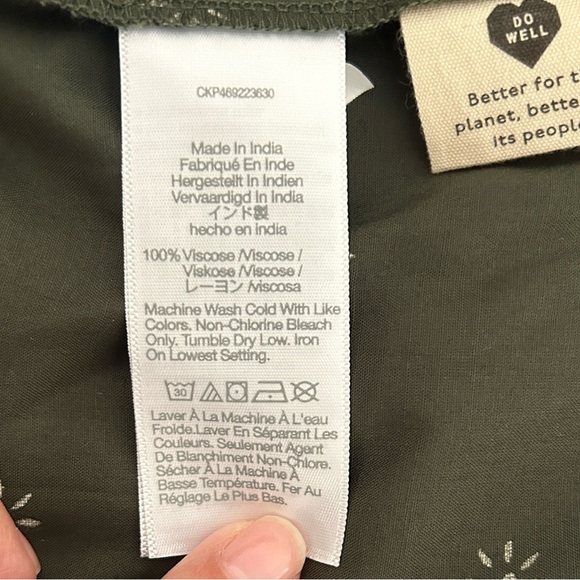 CKP469223630
Made In India
Fabriqué En Inde
Hergestellt In Indien
Vervaardigd In India
インド製
hecho en india
100% Viscose /Viscose /
Viskose /Viscose /
レーヨン /viscosa
Machine Wash Cold With Like
Colors. Non-Chlorine Bleach
Only. Tumble Dry Low. Iron
On Lowest Setting.
30
Laver À La Machine À L'eau
Froide.Laver En Séparant Les
Couleurs. Seulement Agent
De Blanchiment Non-Chlore.
Sécher À La Machine À
Basse Température. Fer Au
Réglage Le Plus Bas.
DO
WELL
Better for
planet,
its